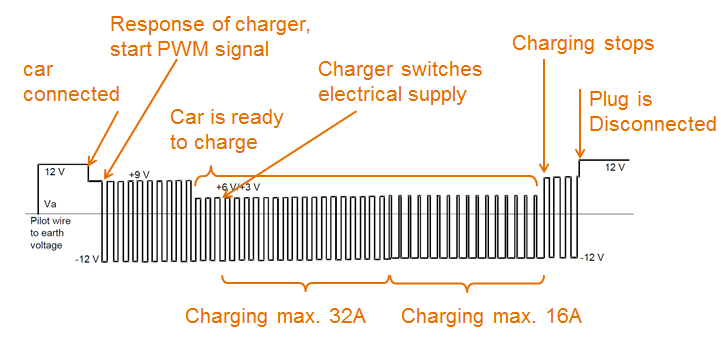 Response of charger,
start PWM signal
Charging stops
car
connected
Charger switches
electrical supply
Plug is
Disconnected
Car is ready
to charge
12 V
+9 V
+6 V/+3 V
12 V
Va
Pilot wire
to earth
voltage
-12 V
-12 V
Charging max. 32A
Charging max. 16A